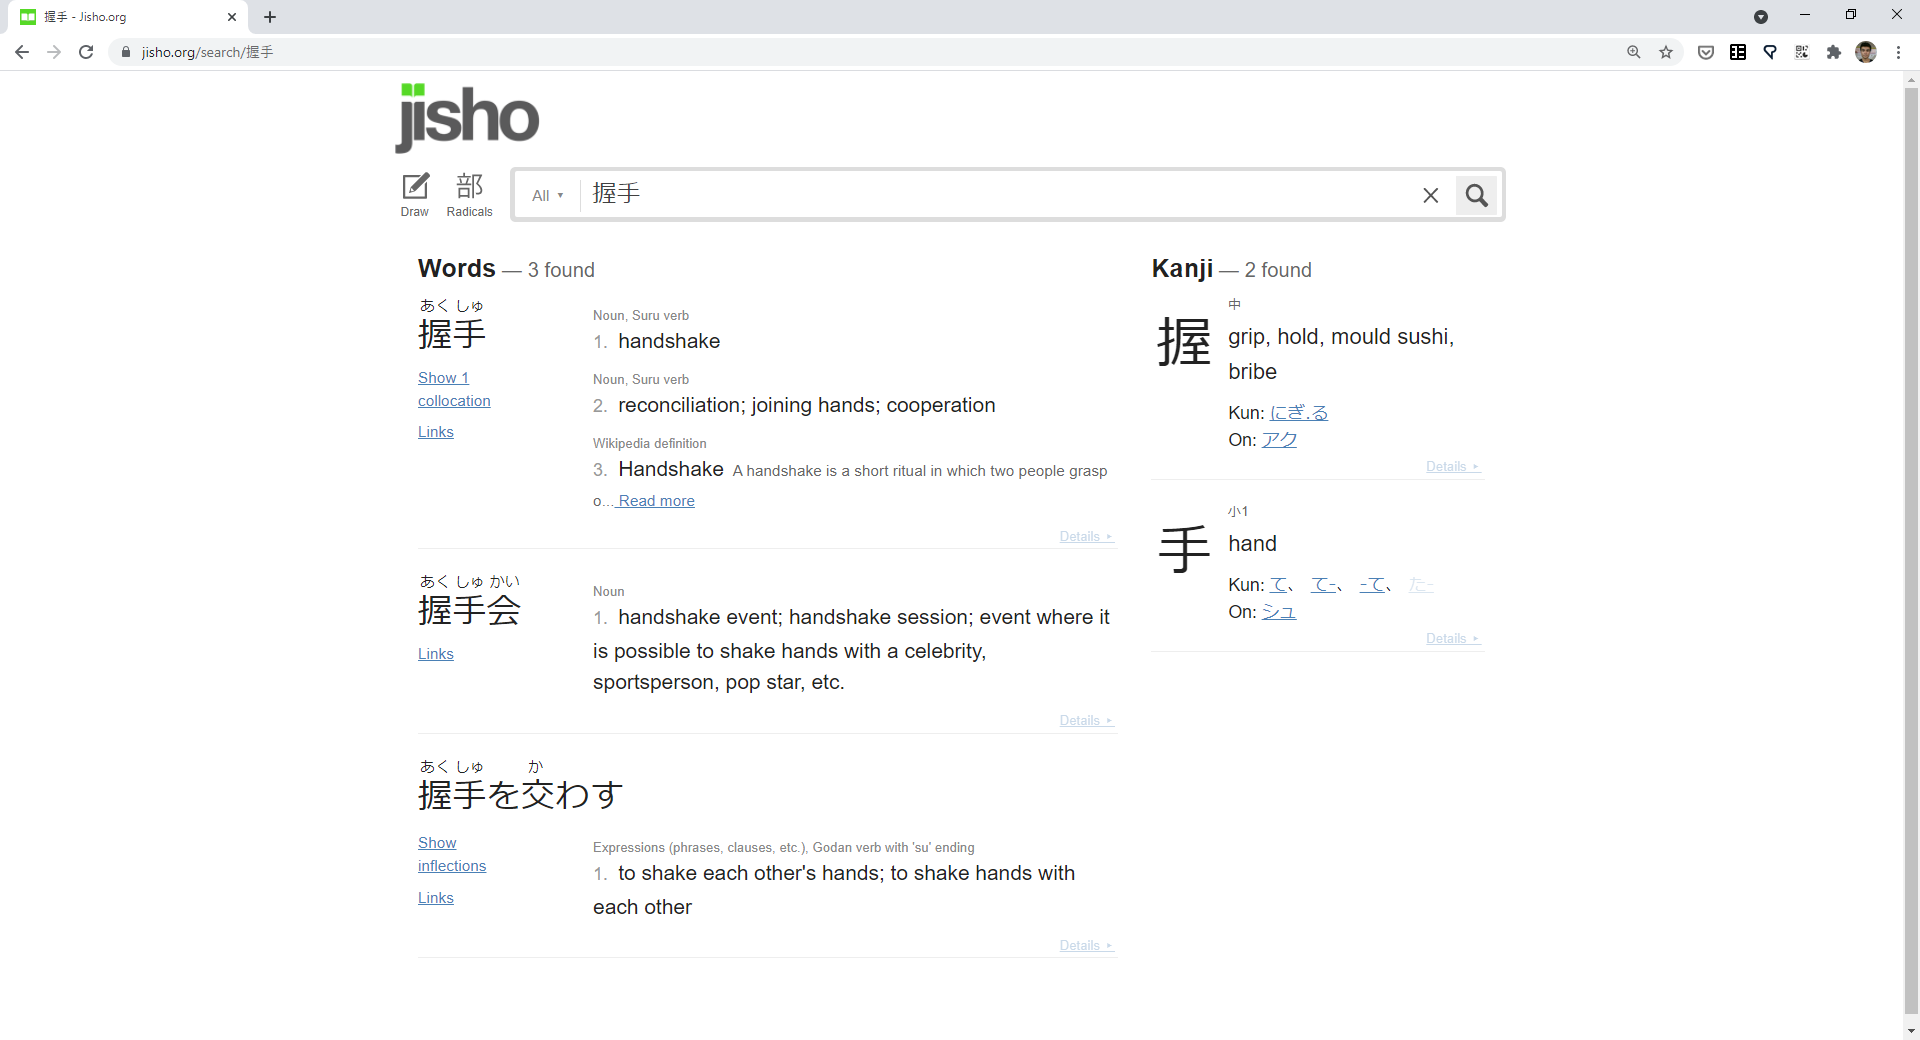 握手 - Jisho.org
jisho.org/search/握手
jisho
Draw
部
Radicals
All
握手
Words — 3 found
あく しゅ
握手
Show 1
collocation
Links
Noun, Suru verb
1. handshake
Noun, Suru verb
2. reconciliation; joining hands; cooperation
Wikipedia definition
3. Handshake A handshake is a short ritual in which two people grasp
o... Read more
Details
あく しゅ かい
握手会
Links
Noun
1. handshake event; handshake session; event where it
is possible to shake hands with a celebrity,
sportsperson, pop star, etc.
Details
あく しゅ か
握手を交わす
Show
inflections
Links
Expressions (phrases, clauses, etc.), Godan verb with 'su' ending
1. to shake each other's hands; to shake hands with
each other
Details
Kanji — 2 found
中
握
grip, hold, mould sushi,
bribe
Kun: にぎ.る
On: アク
Details
小1
手
hand
Kun: て、 て-、 -て、 た-
On: シュ
Details